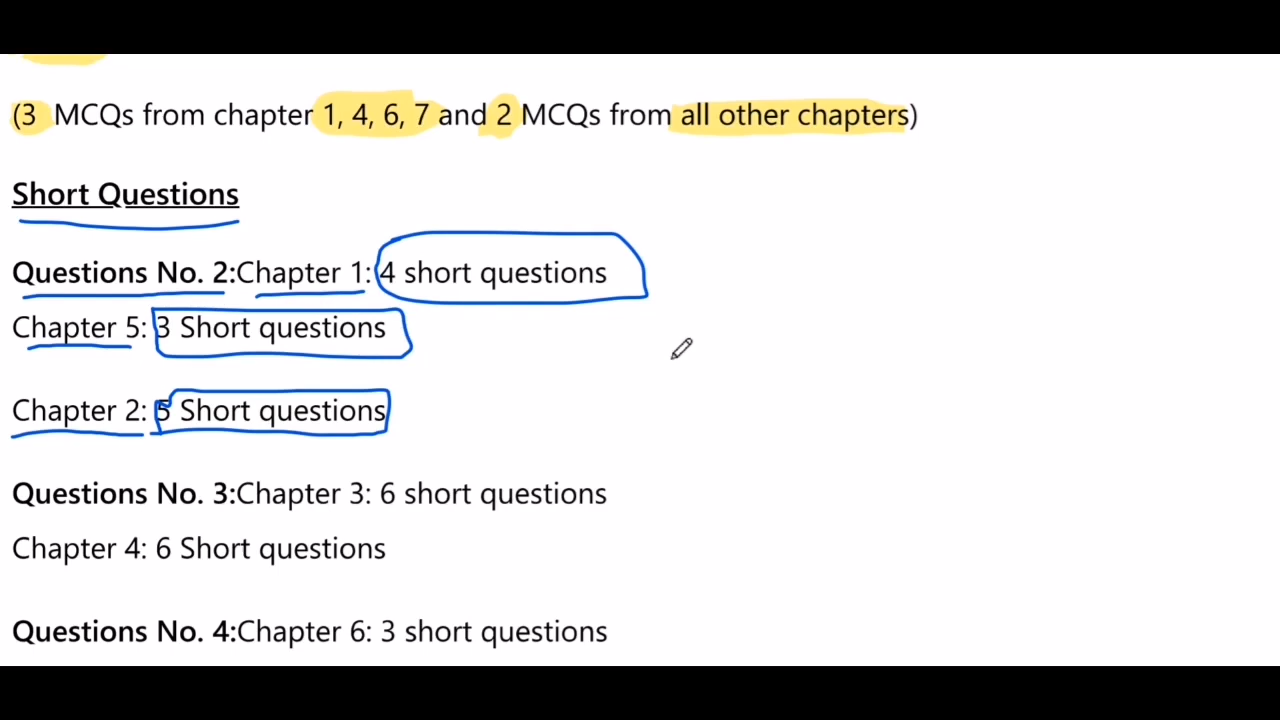 (3 MCQs from chapter 1, 4, 6, 7 and 2 MCQs from all other chapters)
Short Questions
Questions No. 2:Chapter 1: 4 short questions
Chapter 5: 3 Short questions
Chapter 2: 5 Short questions
Questions No. 3:Chapter 3: 6 short questions
Chapter 4: 6 Short questions
Questions No. 4:Chapter 6: 3 short questions